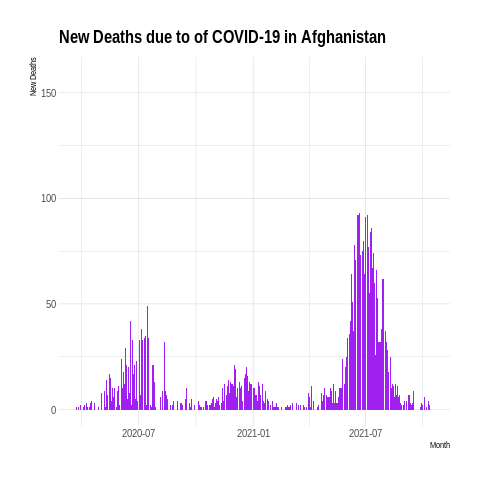 New Deaths due to of COVID-19 in Afghanistan
New Deaths
150
100
50
0
2020-07 2021-01 2021-07
Month